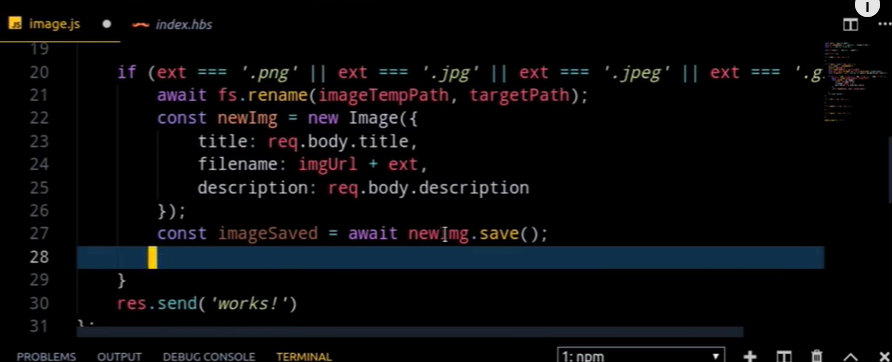 image.js index.hbs
19
20 if (ext === '.png' || ext === '.jpg' || ext === '.jpeg' || ext === '.g
21 await fs.rename(imageTempPath, targetPath);
22 const newImg = new Image({
23 title: req.body.title,
24 filename: imgUrl + ext,
25 description: req.body.description
26 });
27 const imageSaved = await newImg.save();
28
29 }
30 res.send('works!')
31 };
PROBLEMS OUTPUT DEBUG CONSOLE TERMINAL 1: npm